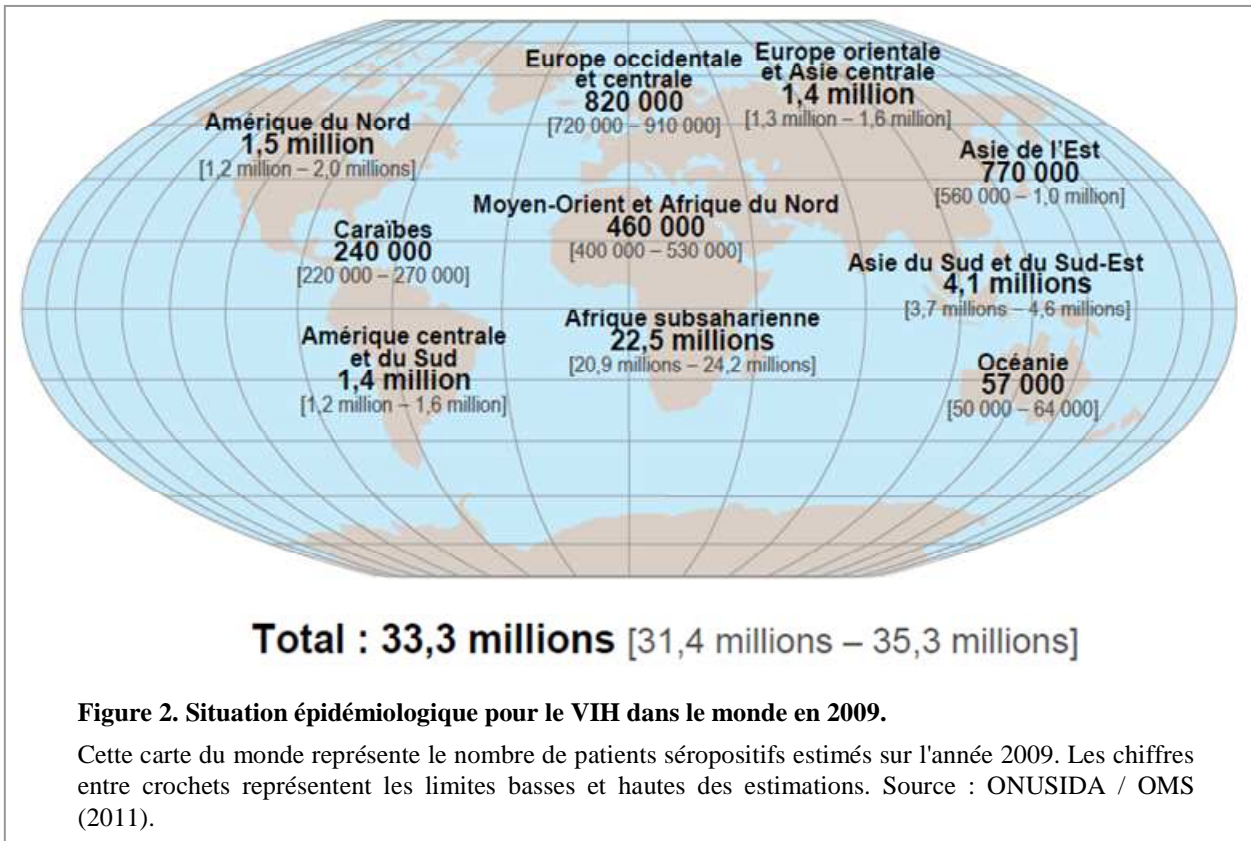 Europe occidentale
et centrale
820 000
[720 000 – 910 000]
Europe orientale
et Asie centrale
1,4 million
[1,3 million – 1,6 million]
Amérique du Nord
1,5 million
[1,2 million – 2,0 millions]
Asie de l'Est
770 000
[560 000 – 1,0 million]
Moyen-Orient et Afrique du Nord
460 000
[400 000 – 530 000]
Caraïbes
240 000
[220 000 – 270 000]
Asie du Sud et du Sud-Est
4,1 millions
[3,7 millions – 4,6 millions]
Afrique subsaharienne
22,5 millions
[20,9 millions – 24,2 millions]
Amérique centrale
et du Sud
1,4 million
[1,2 million – 1,6 million]
Océanie
57 000
[50 000 – 64 000]
Total : 33,3 millions [31,4 millions – 35,3 millions]
Figure 2. Situation épidémiologique pour le VIH dans le monde en 2009.
Cette carte du monde représente le nombre de patients séropositifs estimés sur l'année 2009. Les chiffres
entre crochets représentent les limites basses et hautes des estimations. Source : ONUSIDA / OMS
(2011).